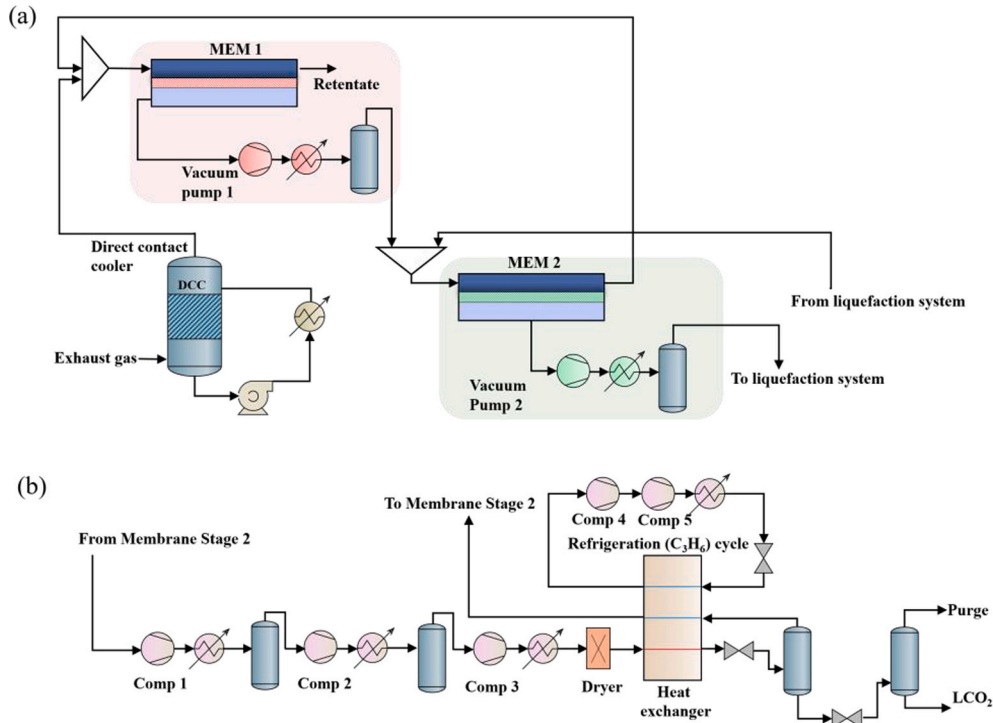 (a)
MEM 1
Retentate
Vacuum
pump 1
Direct contact
cooler
DCC
Exhaust gas
MEM 2
From liquefaction system
Vacuum
Pump 2
To liquefaction system
(b)
To Membrane Stage 2
From Membrane Stage 2
Comp 4
Comp 5
Refrigeration (C₃H₆) cycle
Comp 1
Comp 2
Comp 3
Dryer
Heat
exchanger
Purge
LCO₂